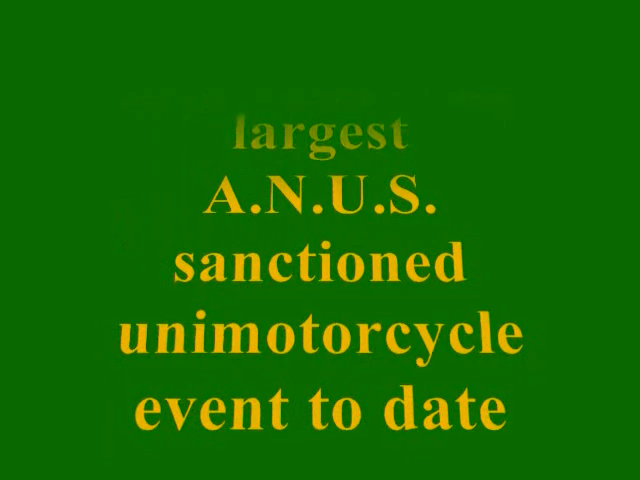 largest
A.N.U.S.
sanctioned
unimotorcycle
event to date